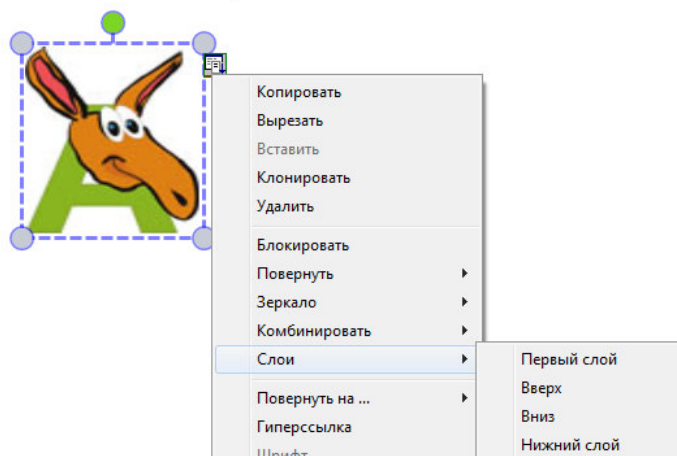 Копировать
Вырезать
Вставить
Клонировать
Удалить
Блокировать
Повернуть
Зеркало
Комбинировать
Слои
Первый слой
Вверх
Вниз
Нижний слой
Повернуть на ...
Гиперссылка
Шрифт